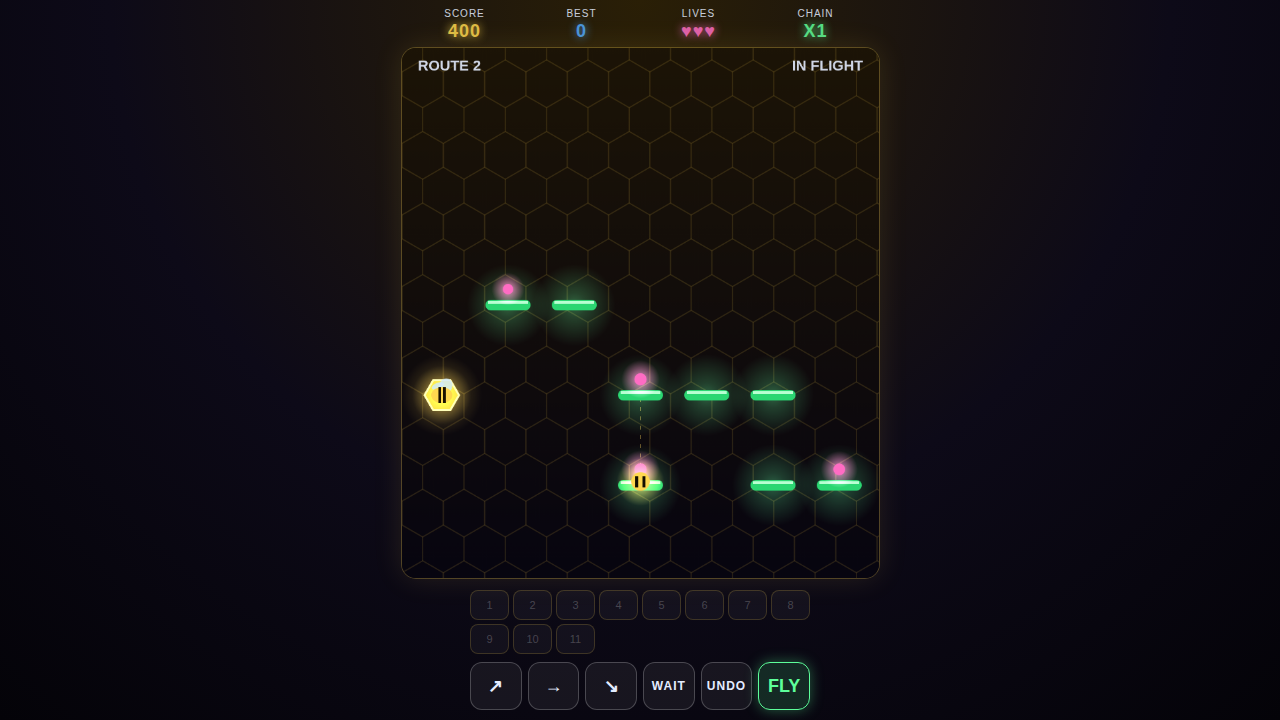 SCORE BEST LIVES CHAIN
400 0 ♥♥♥ X1
ROUTE 2 IN FLIGHT
1 2 3 4 5 6 7 8
9 10 11
↗ → ↘ WAIT UNDO FLY